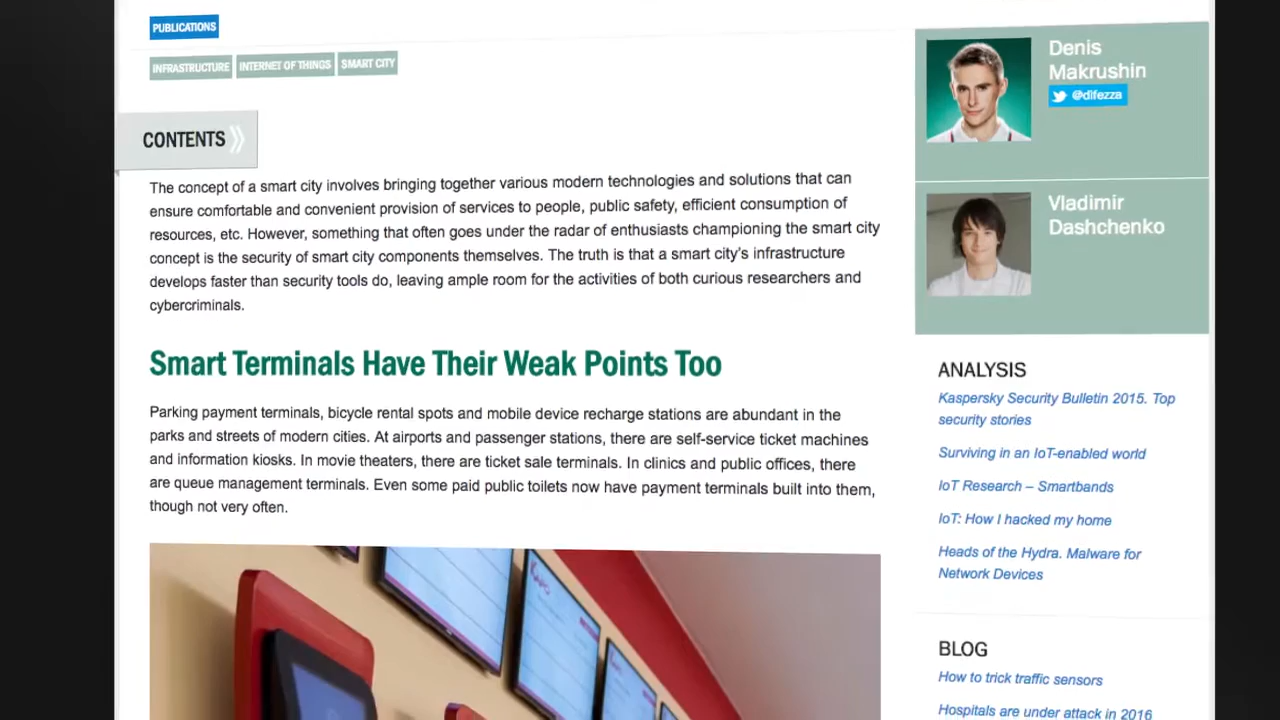 PUBLICATIONS
INFRASTRUCTURE INTERNET OF THINGS SMART CITY
CONTENTS
The concept of a smart city involves bringing together various modern technologies and solutions that can
ensure comfortable and convenient provision of services to people, public safety, efficient consumption of
resources, etc. However, something that often goes under the radar of enthusiasts championing the smart city
concept is the security of smart city components themselves. The truth is that a smart city's infrastructure
develops faster than security tools do, leaving ample room for the activities of both curious researchers and
cybercriminals.
Smart Terminals Have Their Weak Points Too
Parking payment terminals, bicycle rental spots and mobile device recharge stations are abundant in the
parks and streets of modern cities. At airports and passenger stations, there are self-service ticket machines
and information kiosks. In movie theaters, there are ticket sale terminals. In clinics and public offices, there
are queue management terminals. Even some paid public toilets now have payment terminals built into them,
though not very often.
Denis
Makrushin
@difezza
Vladimir
Dashchenko
ANALYSIS
Kaspersky Security Bulletin 2015. Top
security stories
Surviving in an IoT-enabled world
IoT Research – Smartbands
IoT: How I hacked my home
Heads of the Hydra. Malware for
Network Devices
BLOG
How to trick traffic sensors
Hospitals are under attack in 2016